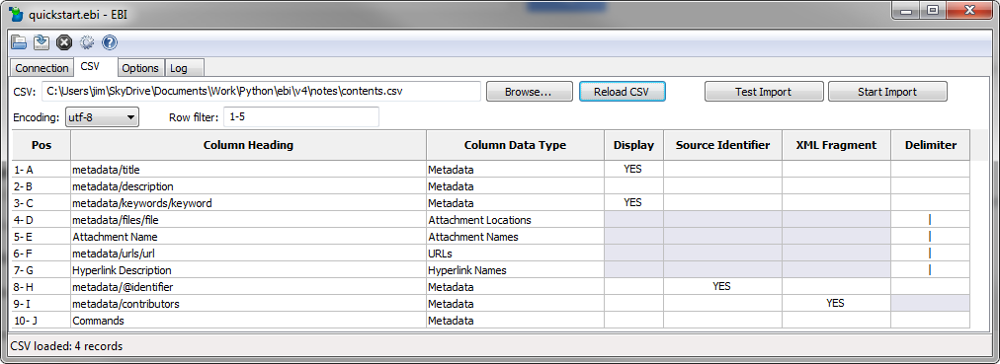 quickstart.ebi - EBI
Connection CSV Options Log
CSV: C:\Users\jim\SkyDrive\Documents\Work\Python\ebi\v4\notes\contents.csv Browse... Reload CSV Test Import Start Import
Encoding: utf-8 Row filter: 1-5
Pos Column Heading Column Data Type Display Source Identifier XML Fragment Delimiter
1- A metadata/title Metadata YES
2- B metadata/description Metadata
3- C metadata/keywords/keyword Metadata YES
4- D metadata/files/file Attachment Locations |
5- E Attachment Name Attachment Names |
6- F metadata/urls/url URLs |
7- G Hyperlink Description Hyperlink Names |
8- H metadata/@identifier Metadata YES
9- I metadata/contributors Metadata YES
10- J Commands Metadata
CSV loaded: 4 records